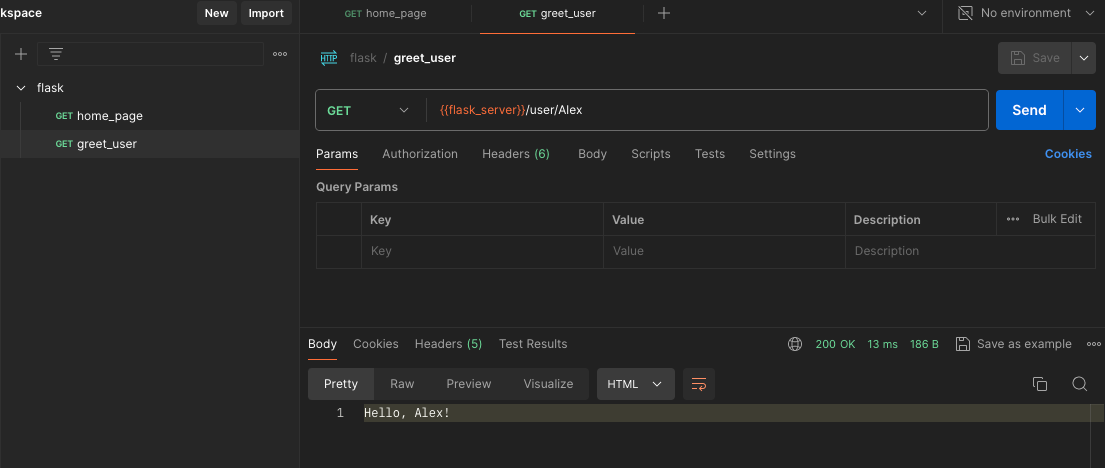 kspace New Import
GET home_page GET greet_user No environment
HTTP flask / greet_user Save
flask
GET home_page
GET greet_user
GET {{flask_server}}/user/Alex Send
Params Authorization Headers (6) Body Scripts Tests Settings Cookies
Query Params
Key Value Description Bulk Edit
Key Value Description
Body Cookies Headers (5) Test Results 200 OK 13 ms 186 B Save as example
Pretty Raw Preview Visualize HTML
1 Hello, Alex!